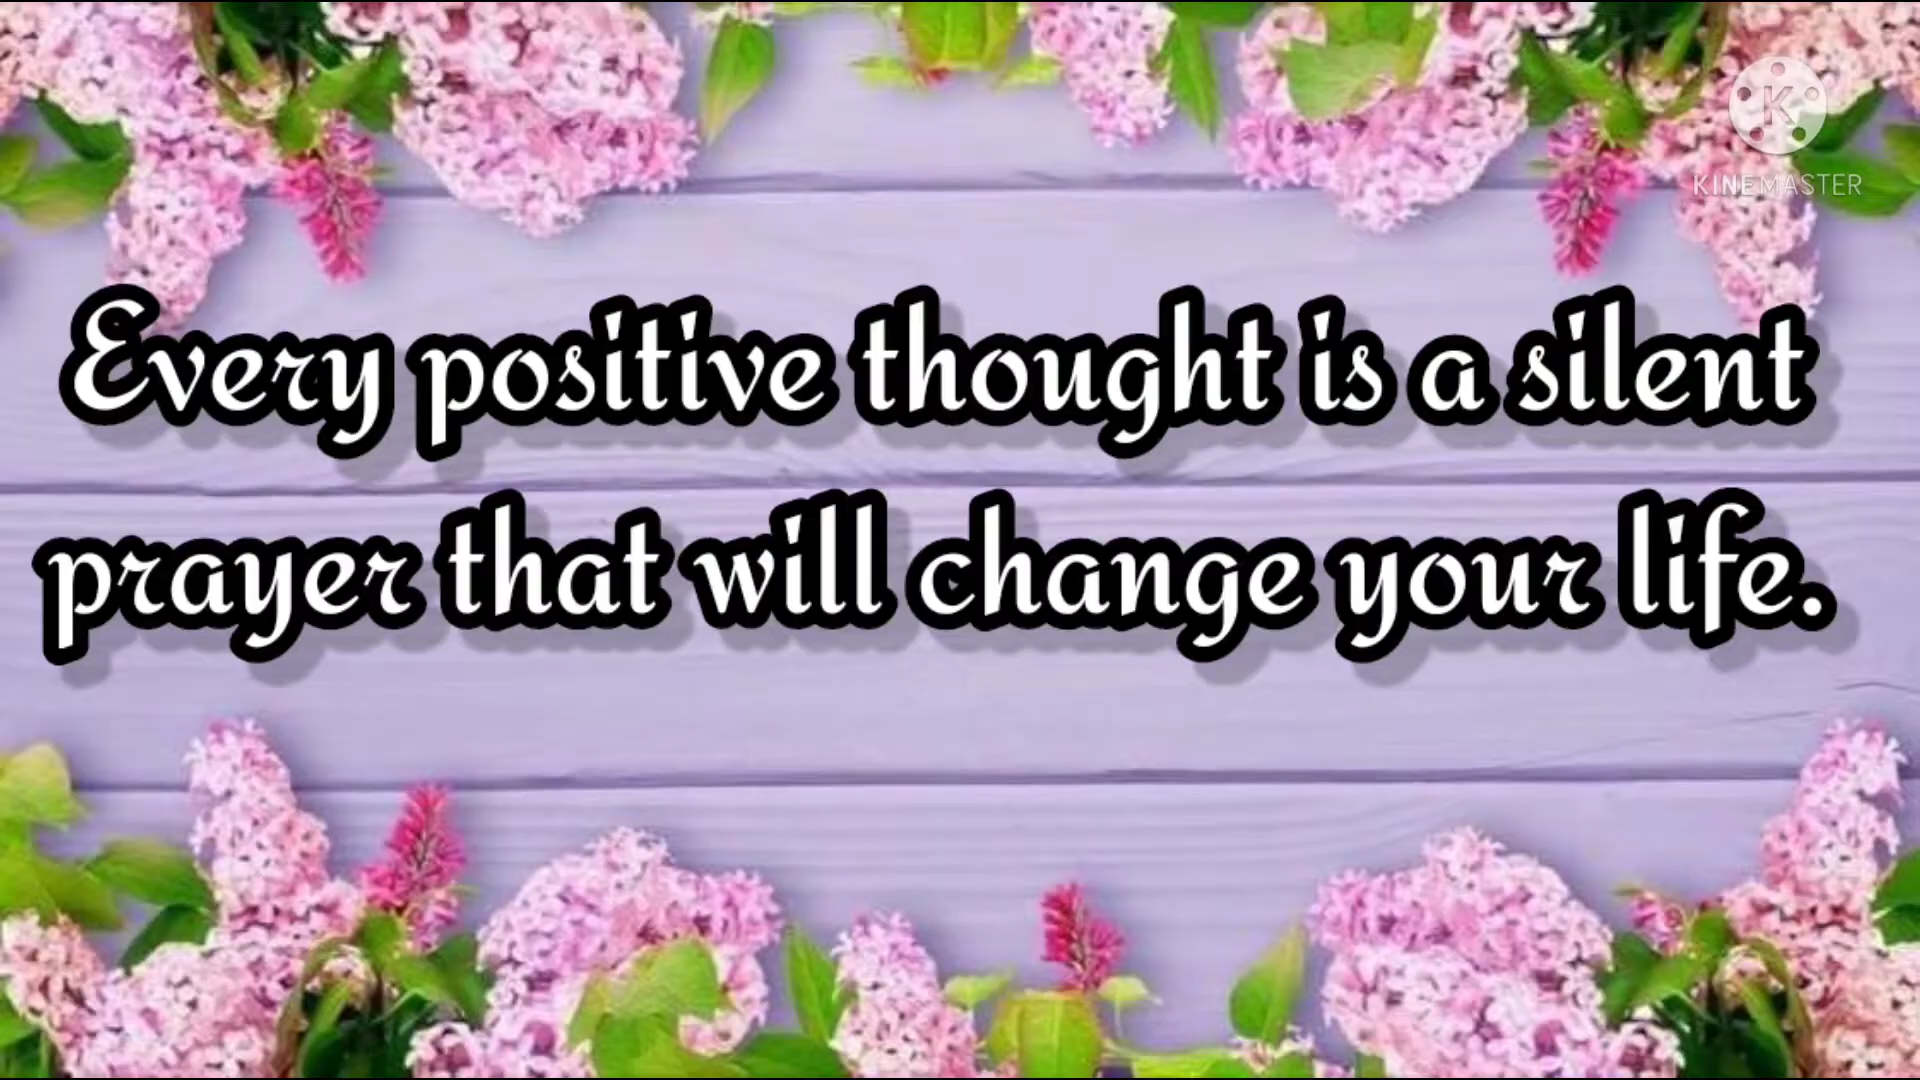 KINEMASTER
Every positive thought is a silent
prayer that will change your life.